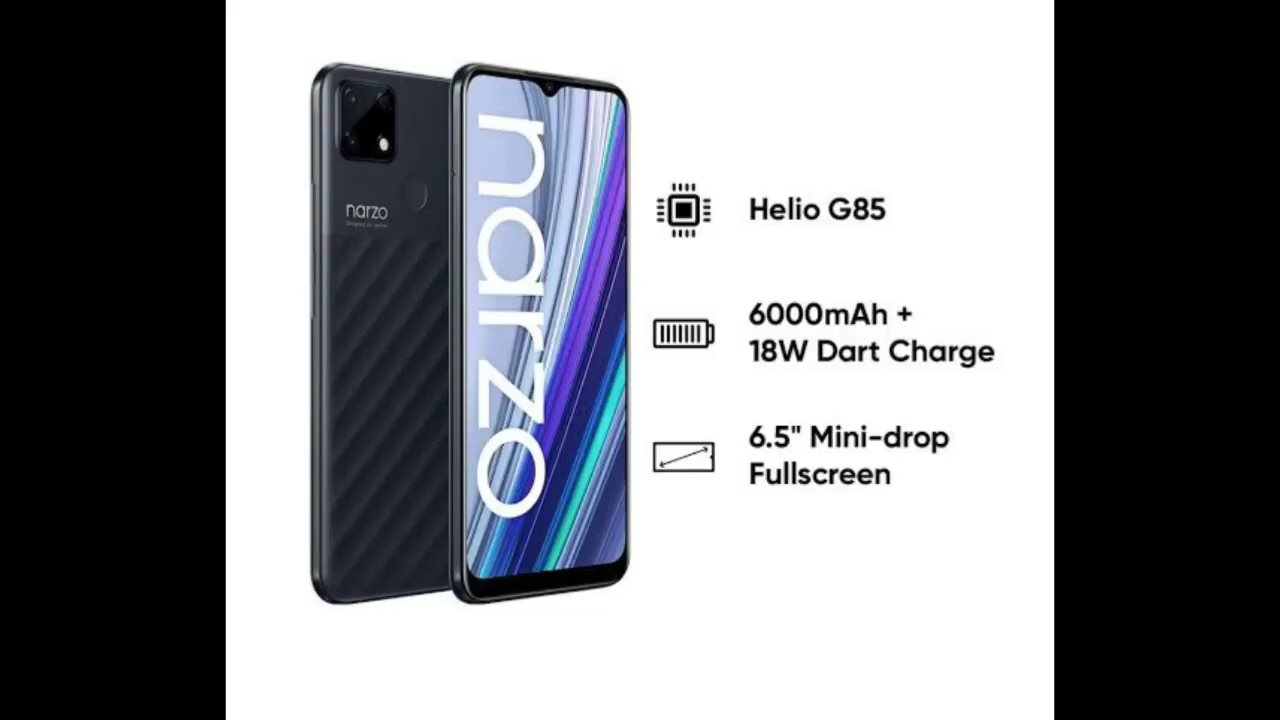 narzo
narzo
Helio G85
6000mAh +
18W Dart Charge
6.5" Mini-drop
Fullscreen